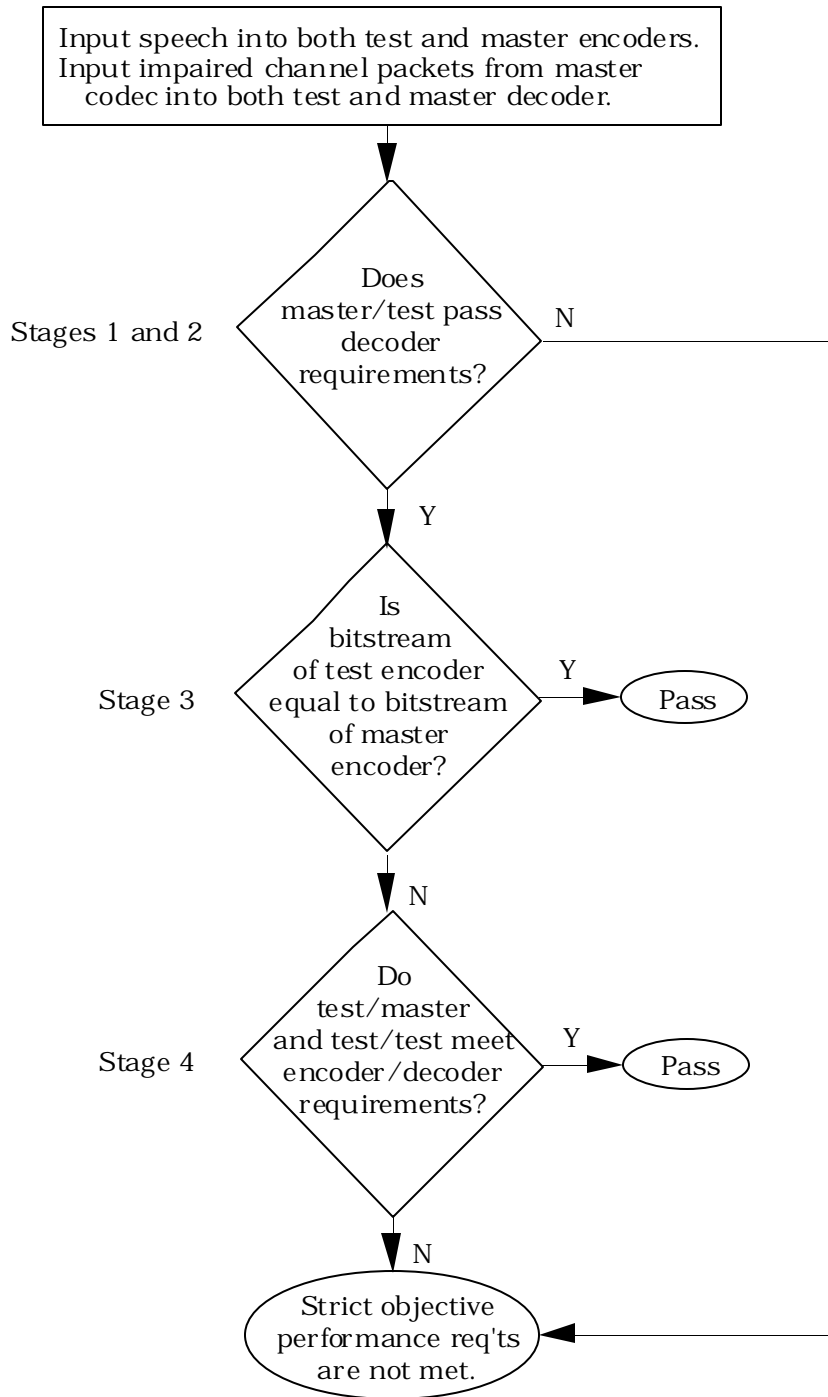 Input speech into both test and master encoders.
Input impaired channel packets from master
codec into both test and master decoder.
Does
master/test pass
decoder
requirements?
N
Stages 1 and 2
Y
Is
bitstream
of test encoder
equal to bitstream
of master
encoder?
Y
Pass
Stage 3
N
Do
test/master
and test/test meet
encoder/decoder
requirements?
Y
Pass
Stage 4
N
Strict objective
performance req'ts
are not met.